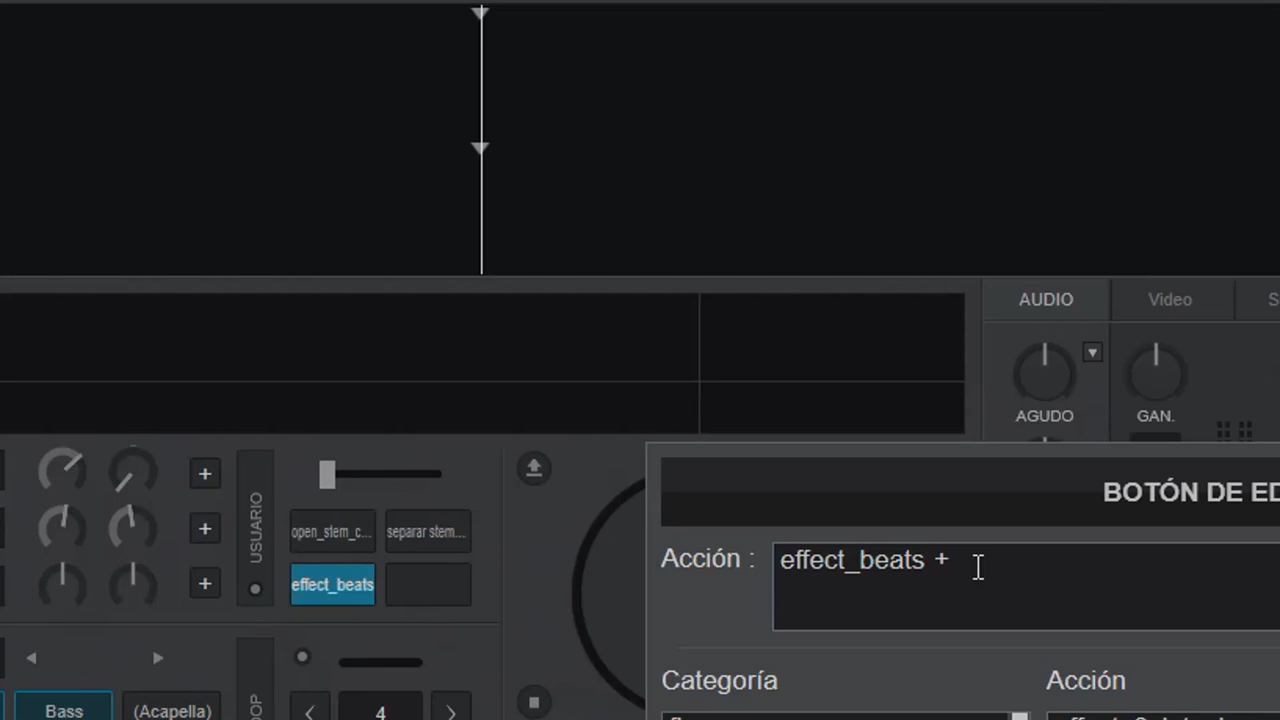 AUDIO
Video
S
AGUDO
GAN.
+
+
+
USUARIO
open_stem_c...
separar stem...
effect_beats
BOTÓN DE ED
Acción :
effect_beats +
Categoría
Acción
Bass
(Acapella)
OOP
<
4
>